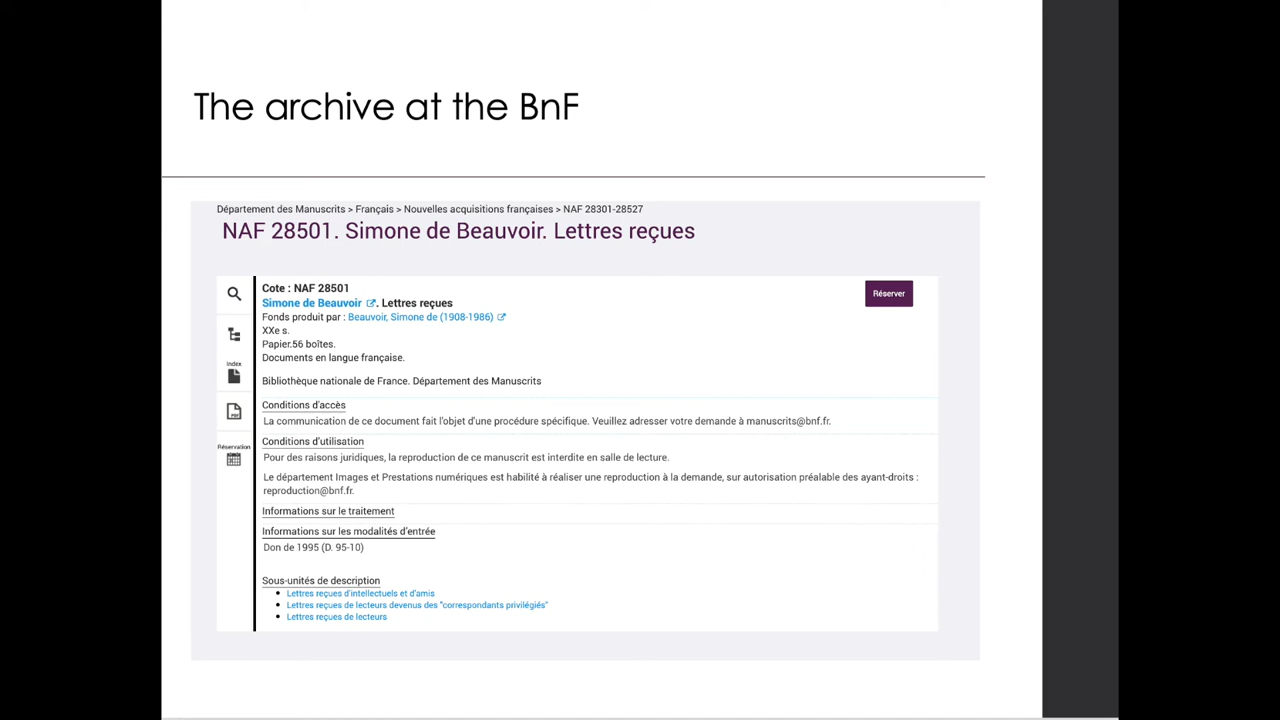 The archive at the BnF
Département des Manuscrits > Français > Nouvelles acquisitions françaises > NAF 28301-28527
NAF 28501. Simone de Beauvoir. Lettres reçues
Cote : NAF 28501
Réserver
Simone de Beauvoir . Lettres reçues
Fonds produit par : Beauvoir, Simone de (1908-1986)
XXe s.
Papier.56 boîtes.
Documents en langue française.
Index
Bibliothèque nationale de France. Département des Manuscrits
Conditions d'accès
PDF
La communication de ce document fait l'objet d'une procédure spécifique. Veuillez adresser votre demande à manuscrits@bnf.fr.
Conditions d'utilisation
Réservation
Pour des raisons juridiques, la reproduction de ce manuscrit est interdite en salle de lecture.
Le département Images et Prestations numériques est habilité à réaliser une reproduction à la demande, sur autorisation préalable des ayant-droits :
reproduction@bnf.fr.
Informations sur le traitement
Informations sur les modalités d'entrée
Don de 1995 (D. 95-10)
Sous-unités de description
Lettres reçues d'intellectuels et d'amis
Lettres reçues de lecteurs devenus des "correspondants privilégiés"
Lettres reçues de lecteurs